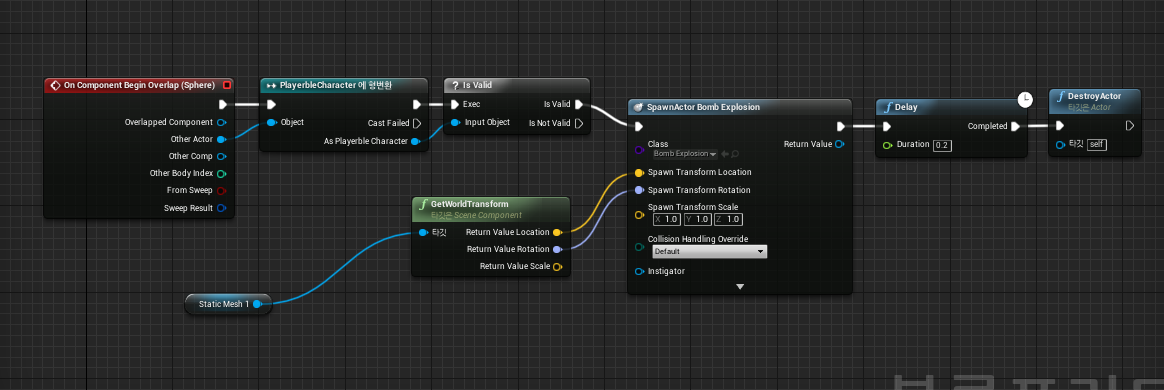 On Component Begin Overlap (Sphere)
Overlapped Component
Other Actor
Other Comp
Other Body Index
From Sweep
Sweep Result
PlayerbleCharacter 에 형변환
Object
Cast Failed
As Playerble Character
? Is Valid
Exec
Is Valid
Input Object
Is Not Valid
SpawnActor Bomb Explosion
Class
Bomb Explosion
Return Value
Spawn Transform Location
Spawn Transform Rotation
Spawn Transform Scale
X 1.0 Y 1.0 Z 1.0
Collision Handling Override
Default
Instigator
Delay
Completed
Duration 0.2
DestroyActor
타깃은 Actor
타깃 self
f GetWorldTransform
타깃은 Scene Component
타깃
Return Value Location
Return Value Rotation
Return Value Scale
Static Mesh 1